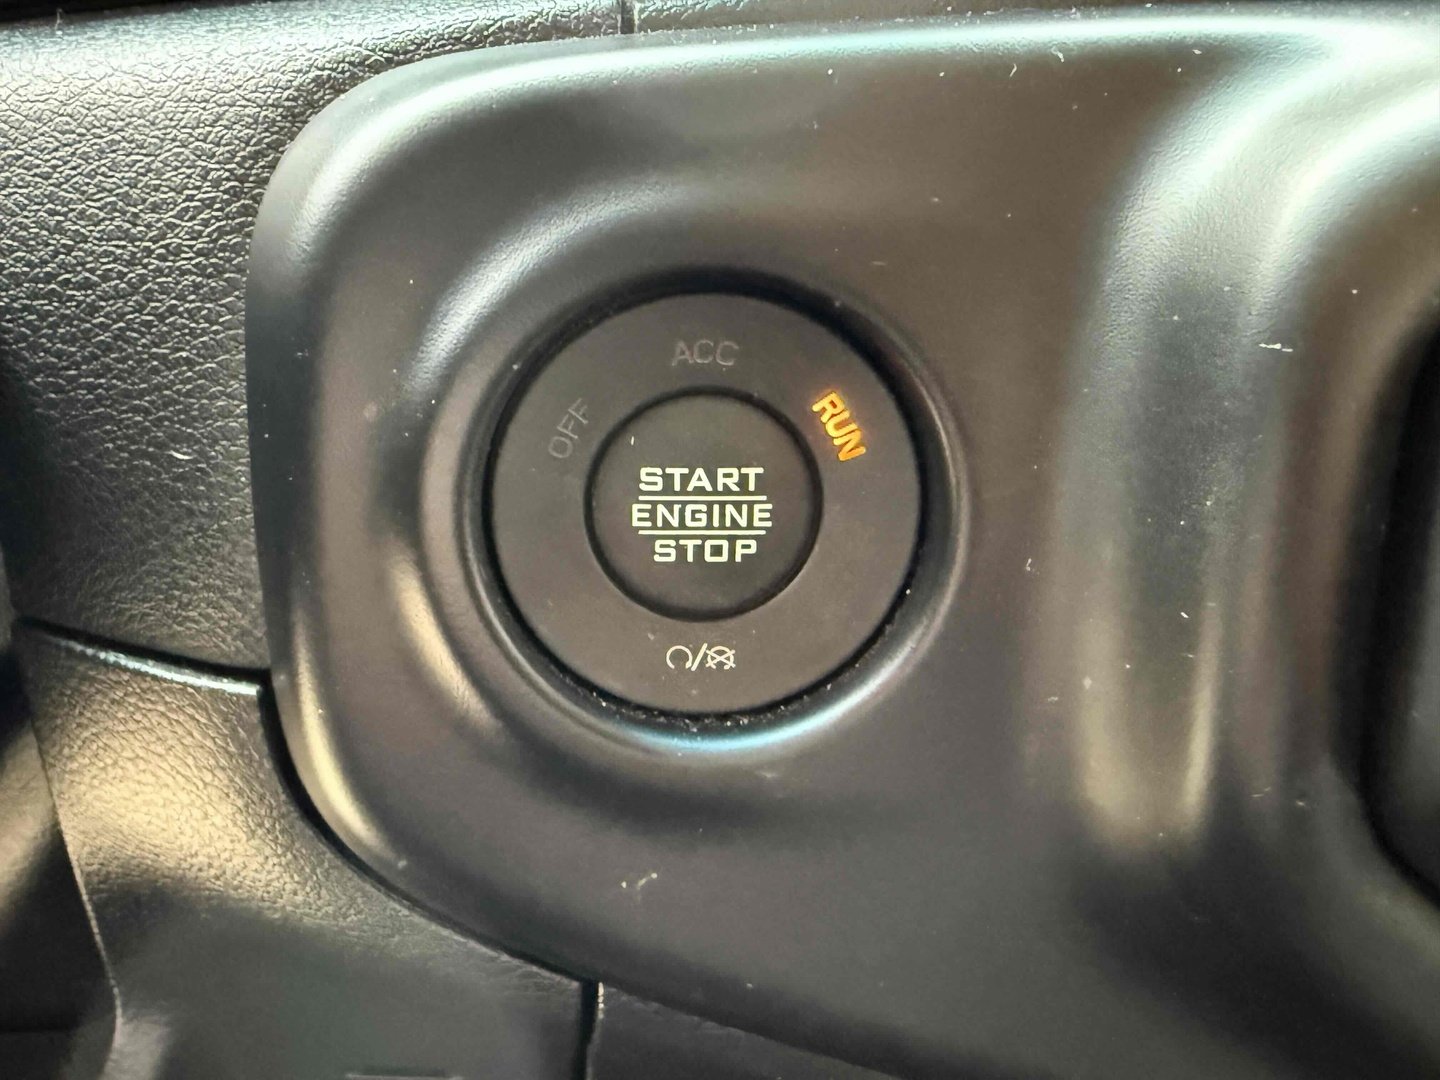 ACC
OFF
RUN
START
ENGINE
STOP